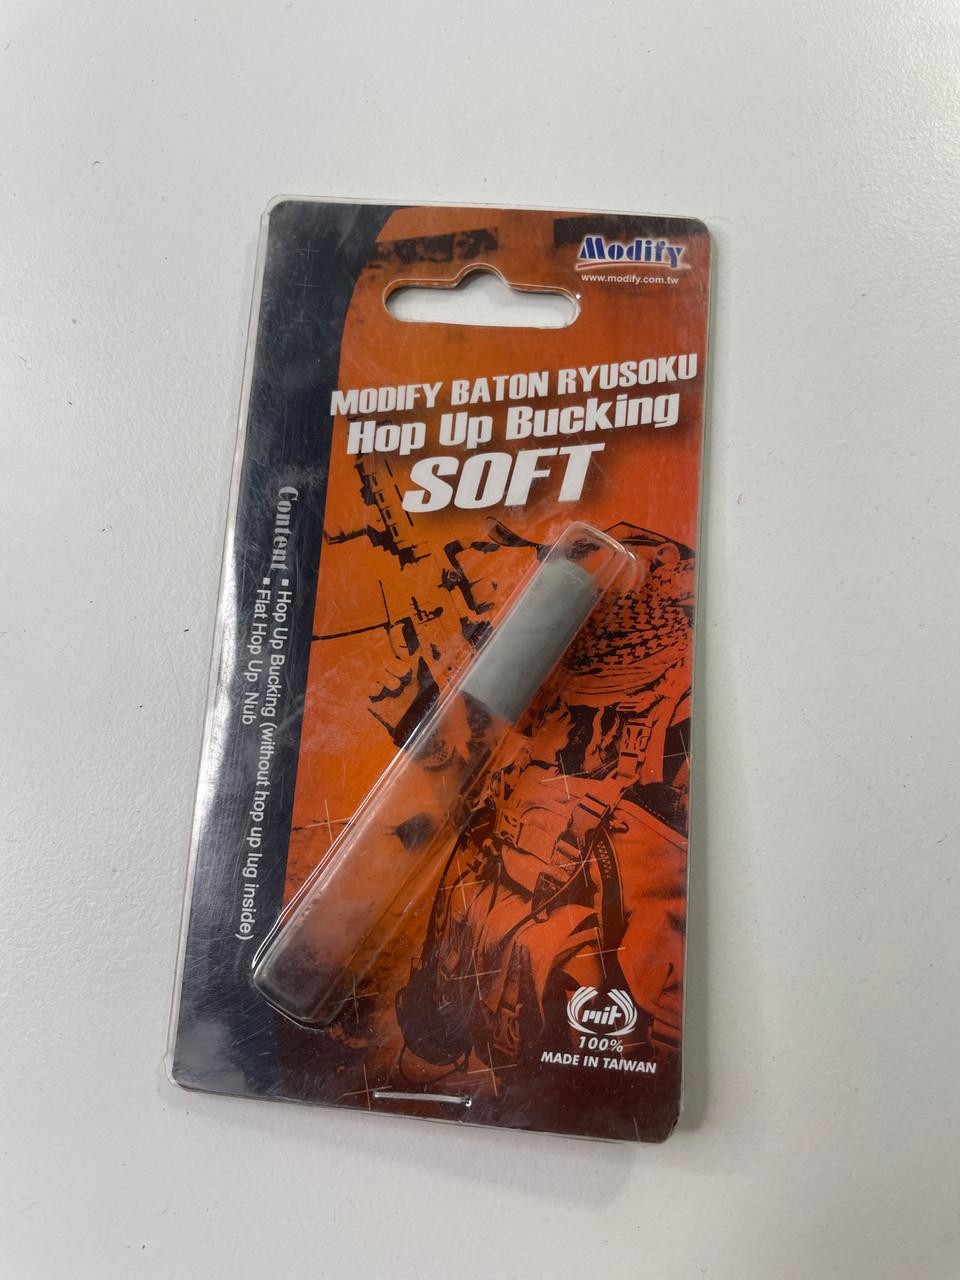 Modify
www.modify.com.tw
MODIFY BATON RYUSOKU
Hop Up Bucking
SOFT
Content
▪ Hop Up Bucking (without hop up lug inside)
▪ Flat Hop Up Nub
mit
100%
MADE IN TAIWAN